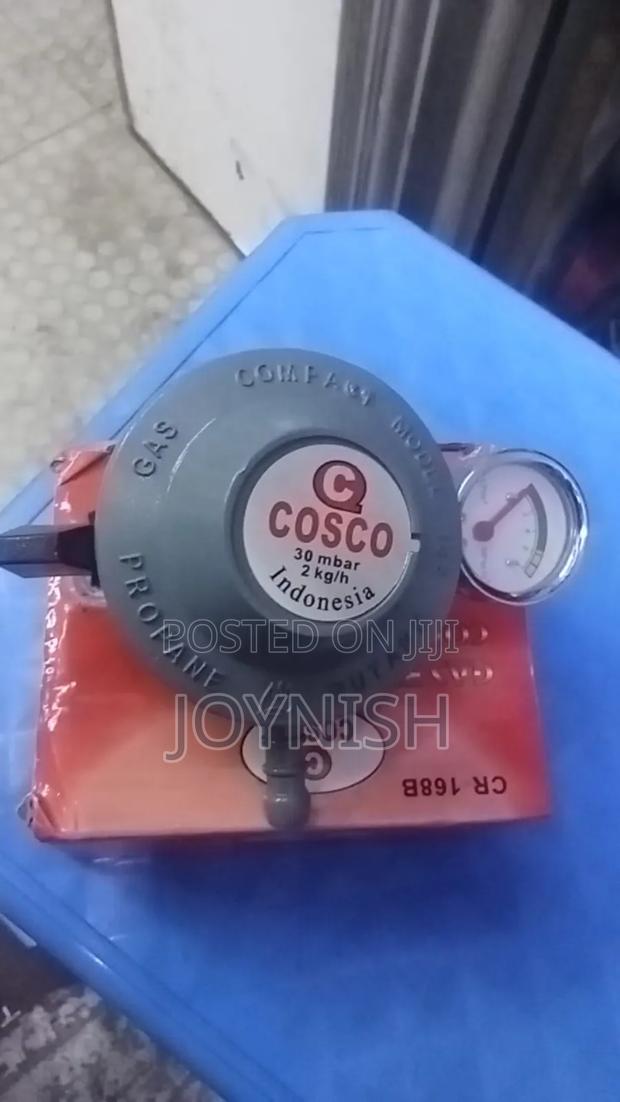 COMPACT MODEL
GAS
C
COSCO
30 mbar
2 kg/h
Indonesia
PROPANE
POSTED ON JIJI
JOYNISH
CR 168B